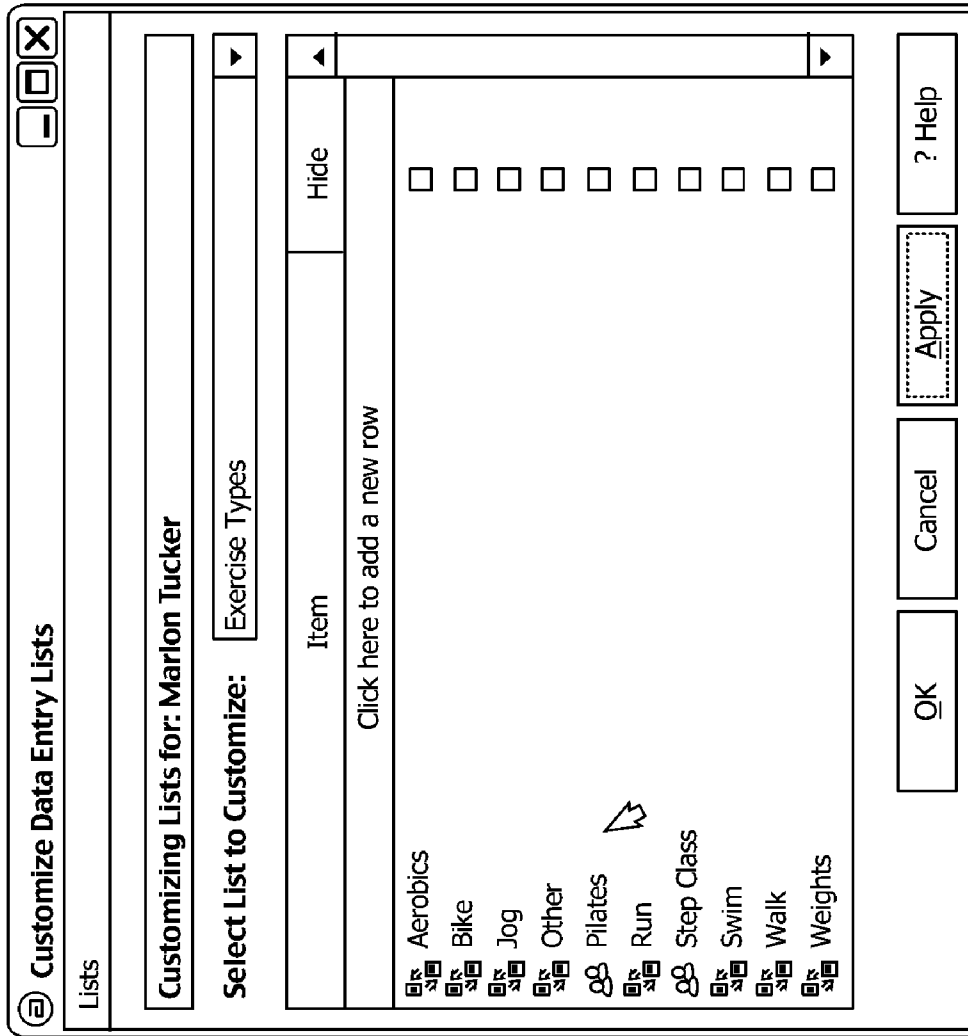 @ Customize Data Entry Lists
Lists
Customizing Lists for: Marlon Tucker
Select List to Customize: Exercise Types
Item Hide
Click here to add a new row
Aerobics
Bike
Jog
Other
Pilates
Run
Step Class
Swim
Walk
Weights
OK Cancel Apply ? Help